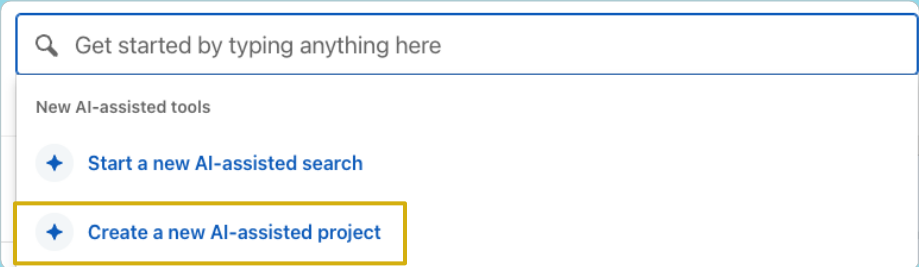 Get started by typing anything here
New AI-assisted tools
Start a new AI-assisted search
Create a new AI-assisted project